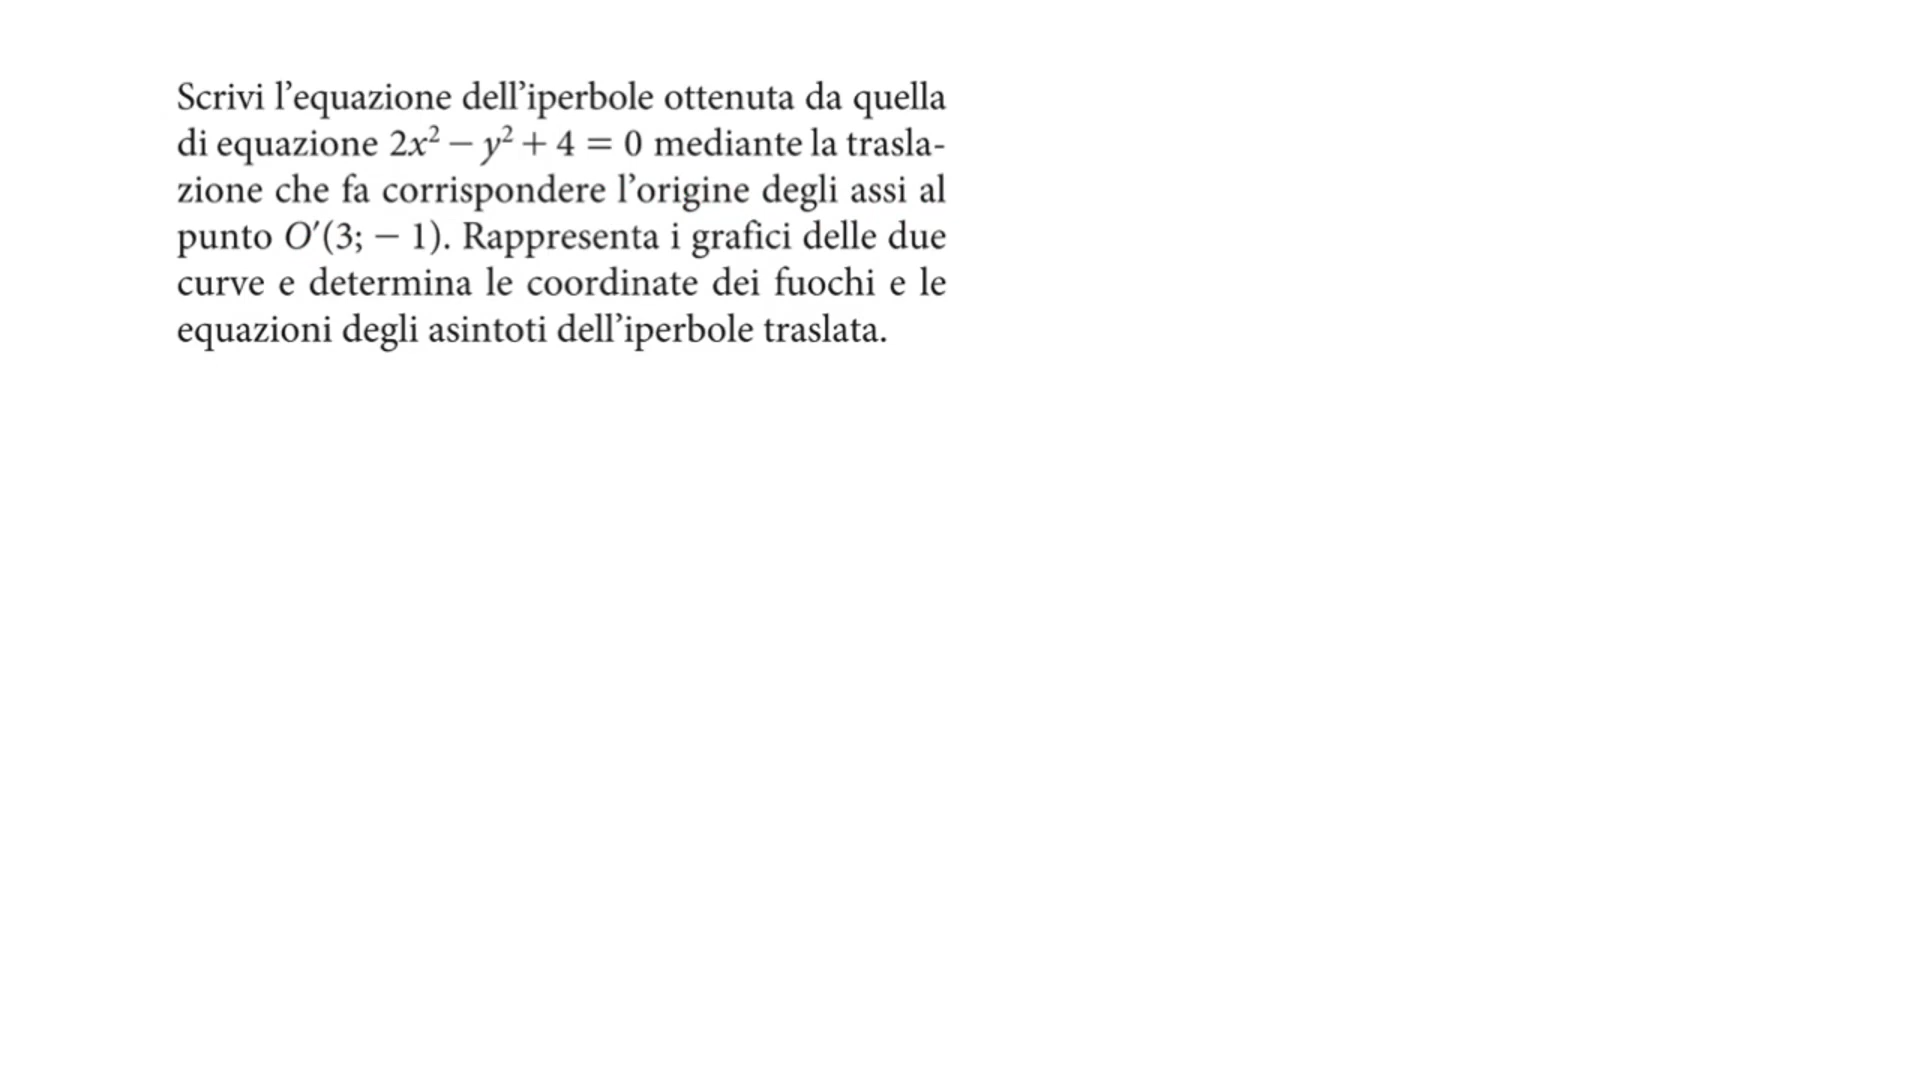 Scrivi l’equazione dell’iperbole ottenuta da quella
di equazione 2x² − y² + 4 = 0 mediante la trasla-
zione che fa corrispondere l’origine degli assi al
punto O′(3; − 1). Rappresenta i grafici delle due
curve e determina le coordinate dei fuochi e le
equazioni degli asintoti dell’iperbole traslata.